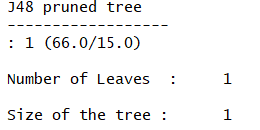 J48 pruned tree
------------------
: 1 (66.0/15.0)
Number of Leaves  :     1
Size of the tree :      1